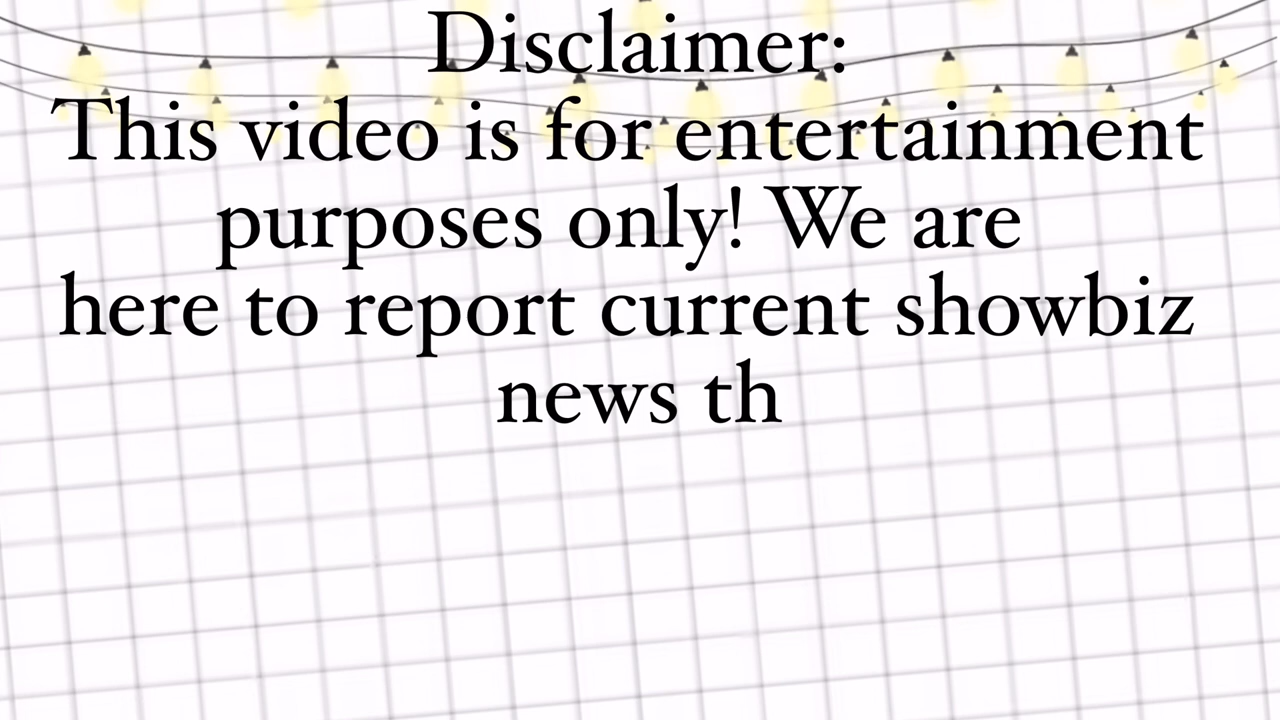 Disclaimer:
This video is for entertainment
purposes only! We are
here to report current showbiz
news th